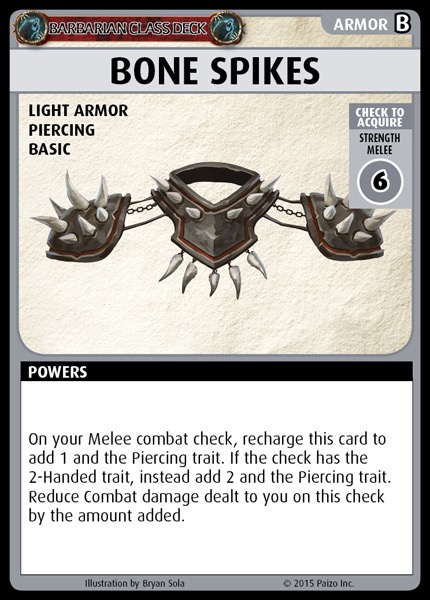 BARBARIAN CLASS DECK
ARMOR B
BONE SPIKES
LIGHT ARMOR
PIERCING
BASIC
CHECK TO
ACQUIRE
STRENGTH
MELEE
6
POWERS
On your Melee combat check, recharge this card to
add 1 and the Piercing trait. If the check has the
2-Handed trait, instead add 2 and the Piercing trait.
Reduce Combat damage dealt to you on this check
by the amount added.
Illustration by Bryan Sola © 2015 Paizo Inc.